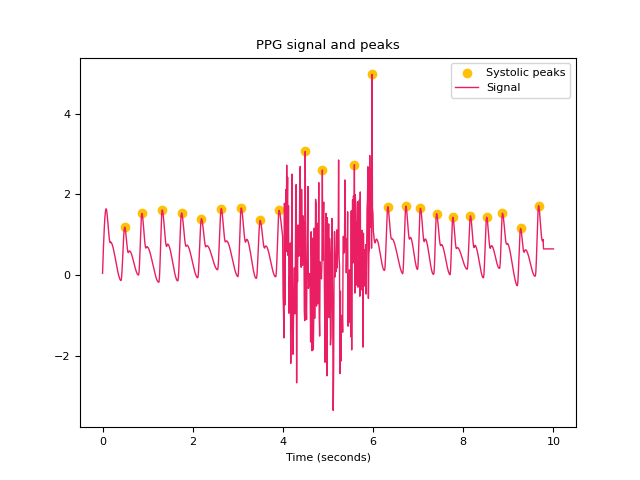 PPG signal and peaks
Systolic peaks
Signal
4
2
0
−2
0 2 4 6 8 10
Time (seconds)